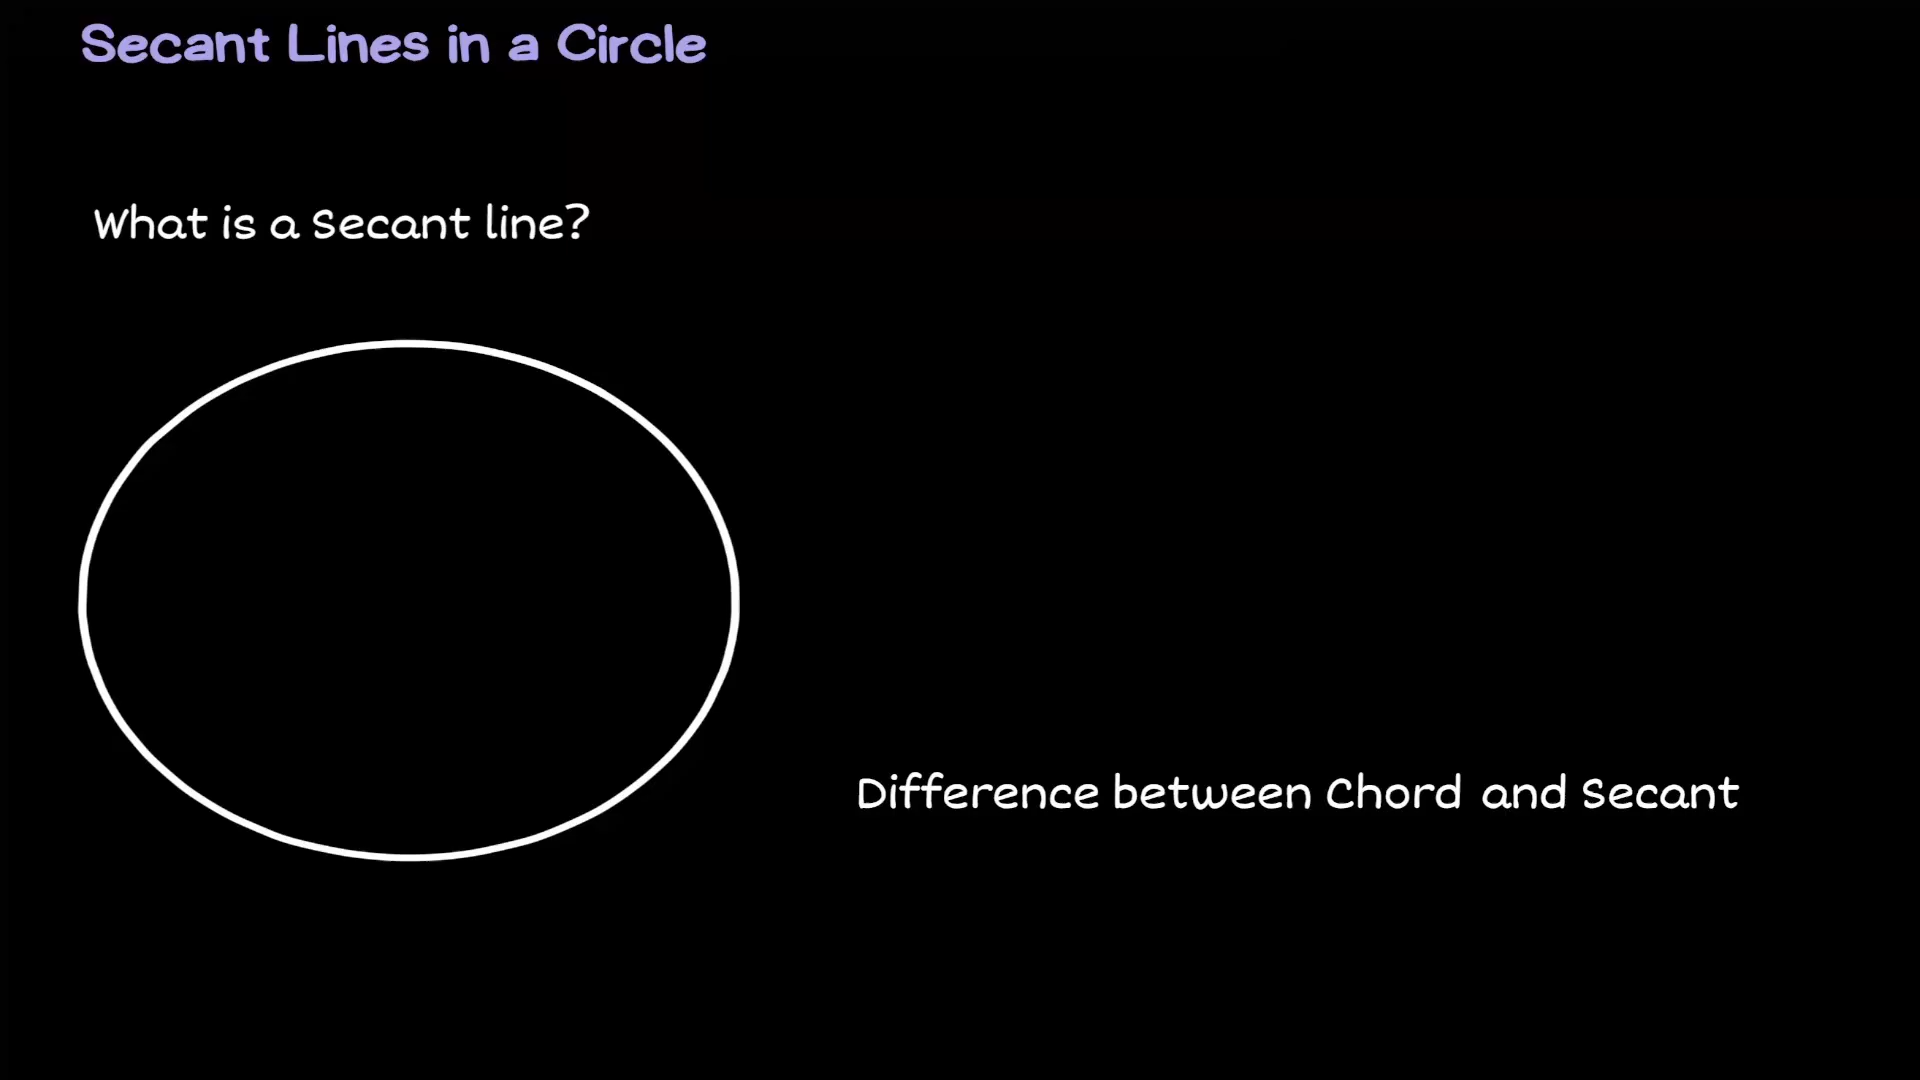 Secant Lines in a Circle
What is a Secant line?
Difference between Chord and Secant